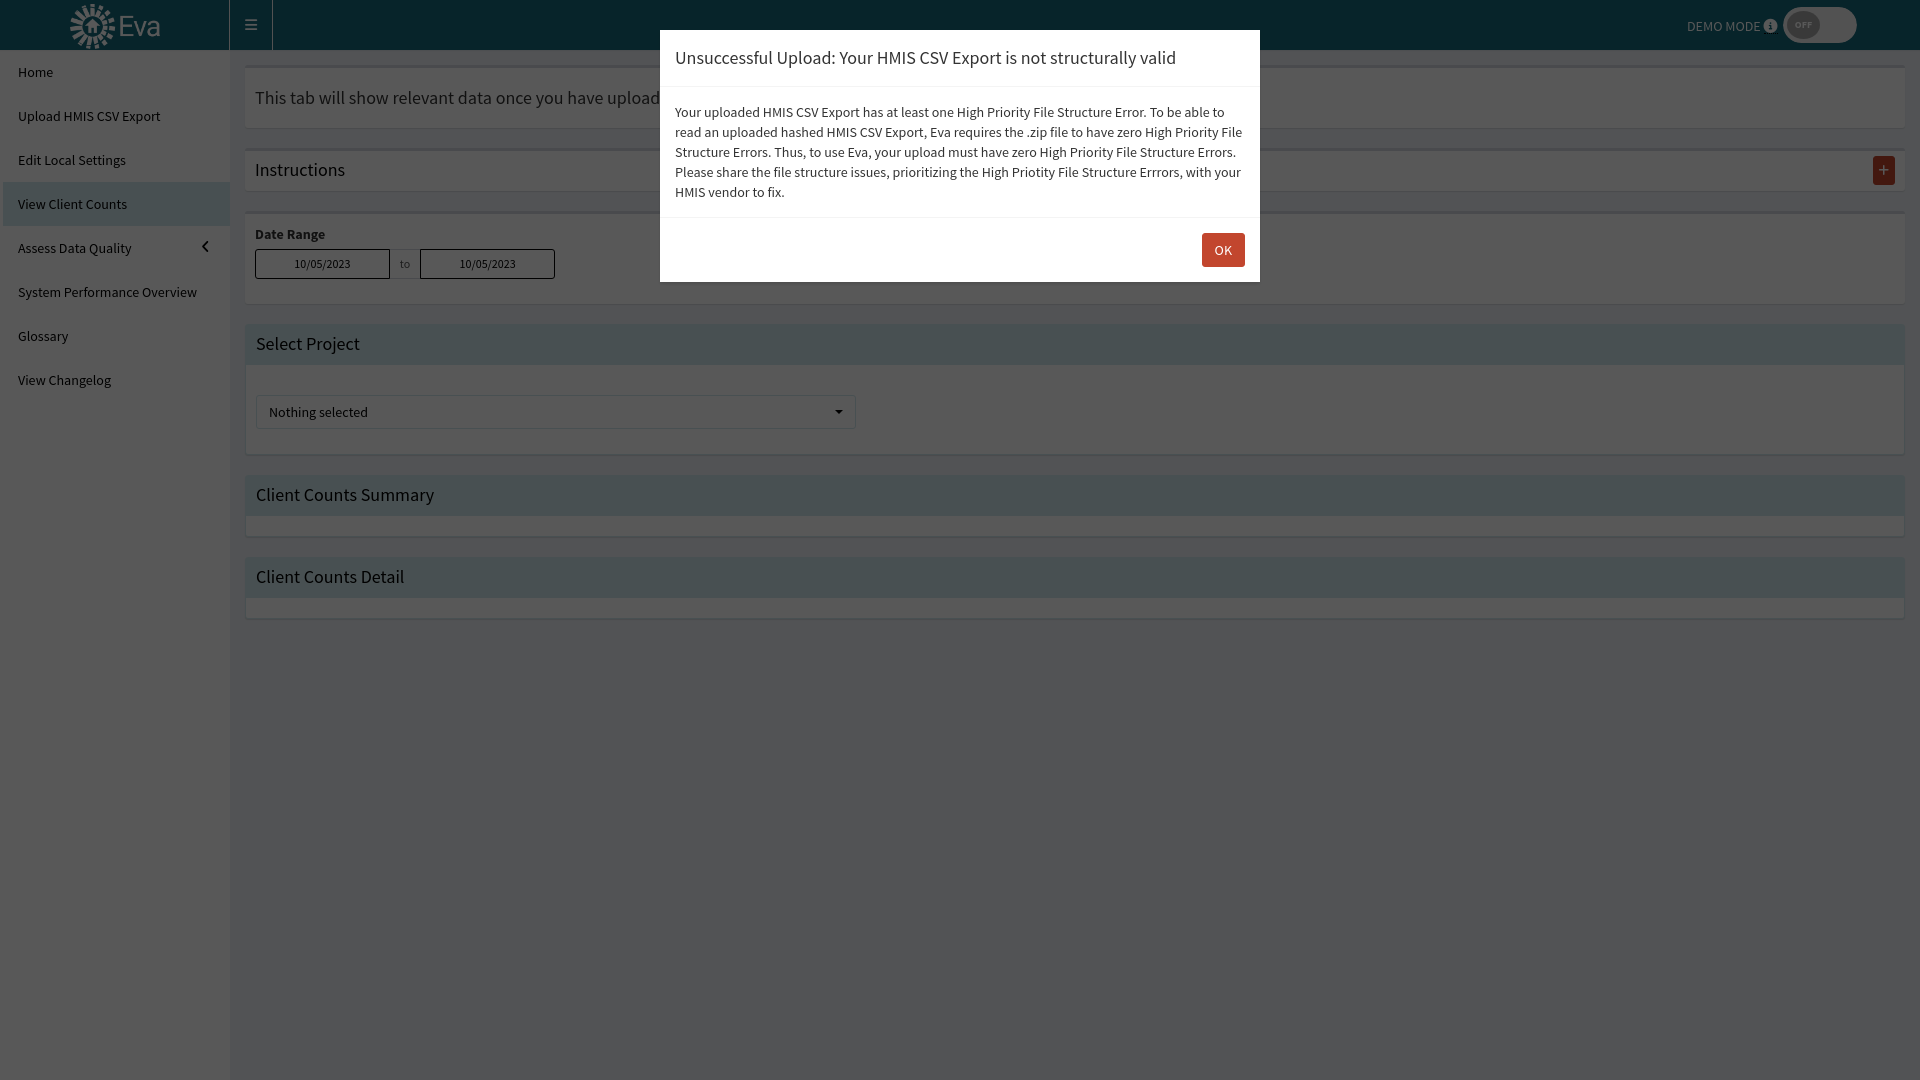 Eva
DEMO MODE
OFF
Home
Upload HMIS CSV Export
Edit Local Settings
View Client Counts
Assess Data Quality
System Performance Overview
Glossary
View Changelog
Unsuccessful Upload: Your HMIS CSV Export is not structurally valid
Your uploaded HMIS CSV Export has at least one High Priority File Structure Error. To be able to
read an uploaded hashed HMIS CSV Export, Eva requires the .zip file to have zero High Priority File
Structure Errors. Thus, to use Eva, your upload must have zero High Priority File Structure Errors.
Please share the file structure issues, prioritizing the High Priotity File Structure Errrors, with your
HMIS vendor to fix.
OK
This tab will show relevant data once you have upload
Instructions
Date Range
10/05/2023 to 10/05/2023
Select Project
Nothing selected
Client Counts Summary
Client Counts Detail